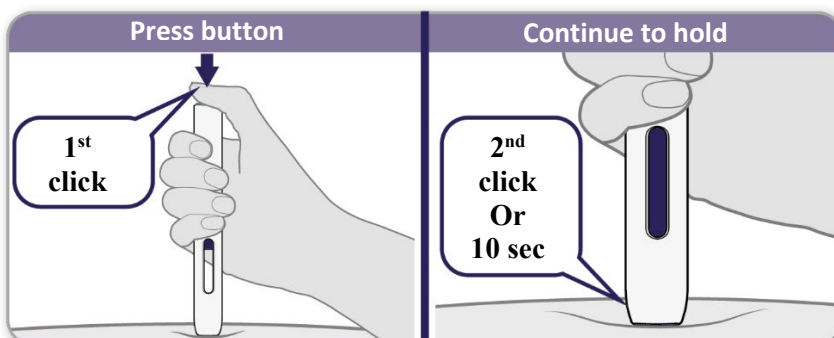 Press button
Continue to hold
1st
click
2nd
click
Or
10 sec